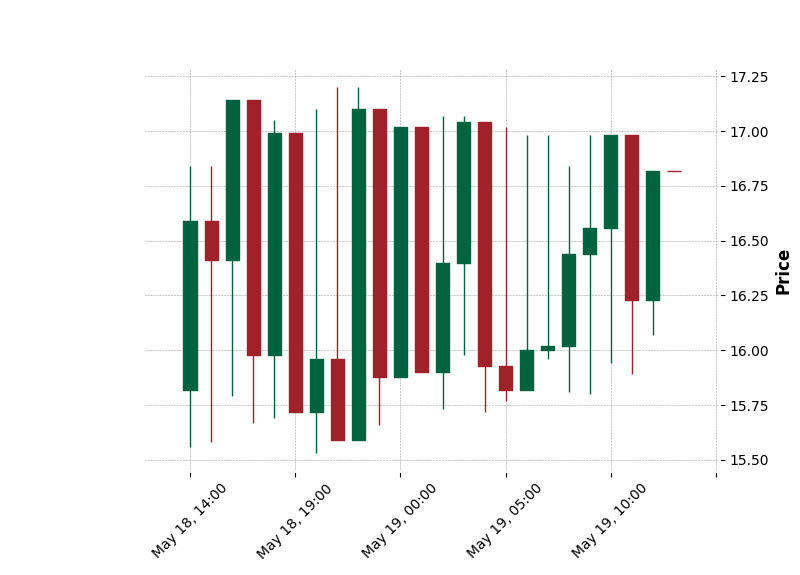 17.25
17.00
16.75
16.50
16.25
16.00
15.75
15.50
Price
May 18, 14:00
May 18, 19:00
May 19, 00:00
May 19, 05:00
May 19, 10:00